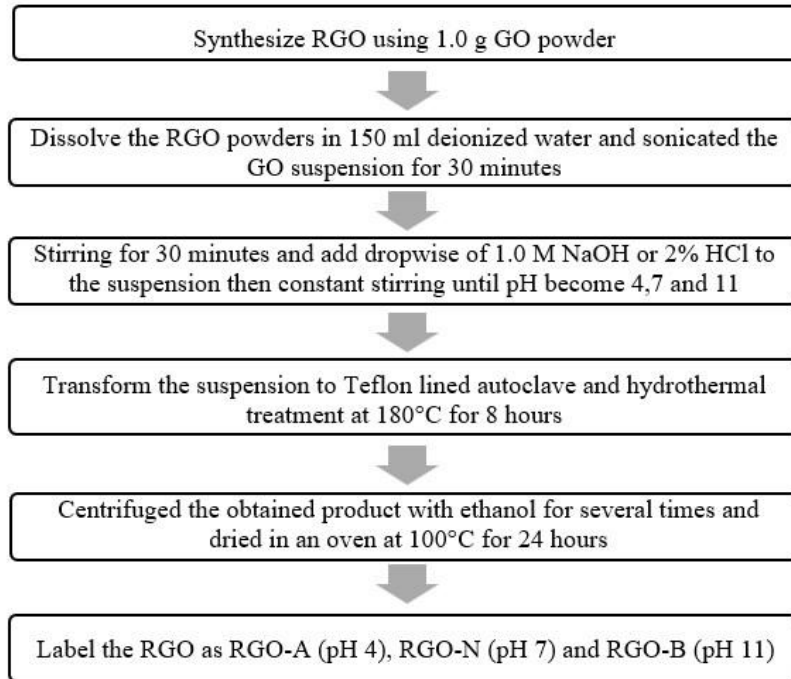 Synthesize RGO using 1.0 g GO powder
Dissolve the RGO powders in 150 ml deionized water and sonicated the
GO suspension for 30 minutes
Stirring for 30 minutes and add dropwise of 1.0 M NaOH or 2% HCl to
the suspension then constant stirring until pH become 4,7 and 11
Transform the suspension to Teflon lined autoclave and hydrothermal
treatment at 180°C for 8 hours
Centrifuged the obtained product with ethanol for several times and
dried in an oven at 100°C for 24 hours
Label the RGO as RGO-A (pH 4), RGO-N (pH 7) and RGO-B (pH 11)